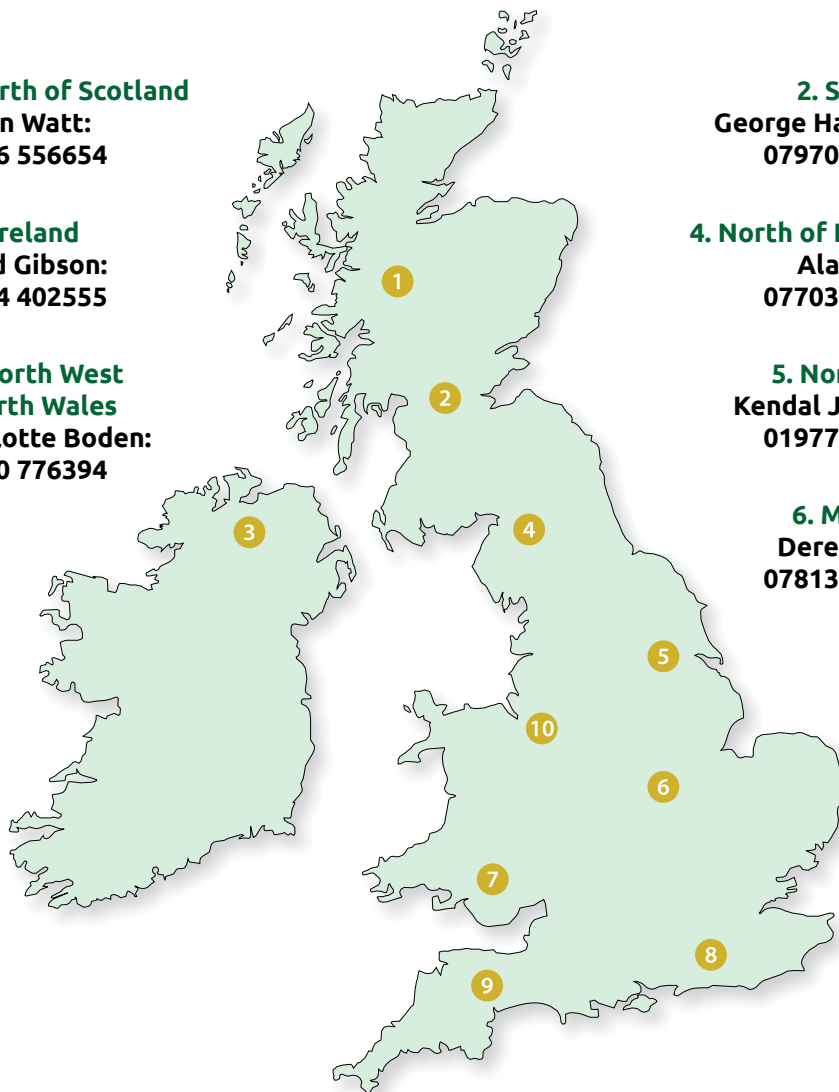 rth of Scotland
n Watt:
6 556654
reland
d Gibson:
4 402555
orth West
rth Wales
lotte Boden:
0 776394
2. S
George Ha
07970
4. North of
Ala
07703
5. Nor
Kendal J
01977
6. M
Dere
07813
1
2
3
4
5
10
6
7
8
9